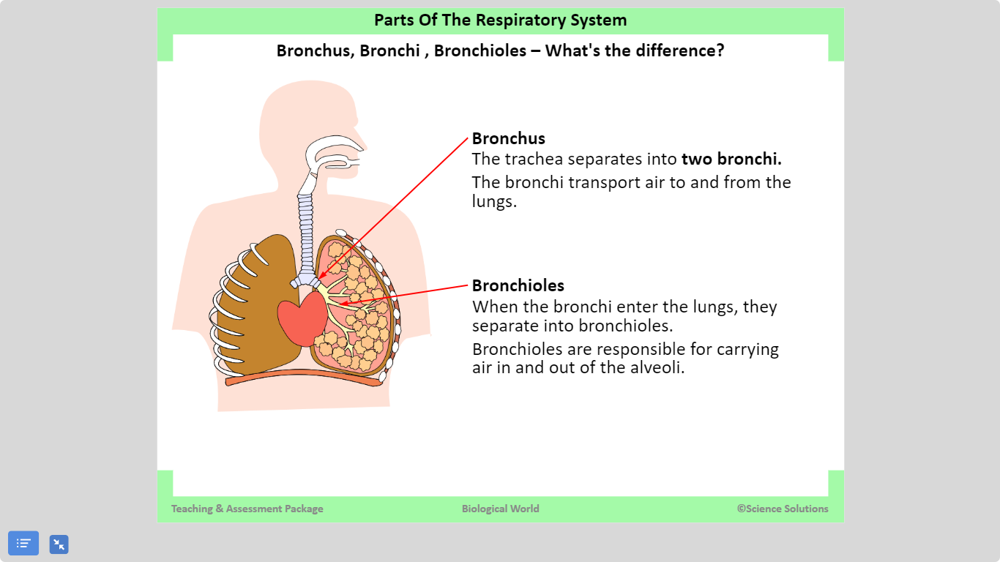 Parts Of The Respiratory System
Bronchus, Bronchi , Bronchioles – What's the difference?
Bronchus
The trachea separates into two bronchi.
The bronchi transport air to and from the
lungs.
Bronchioles
When the bronchi enter the lungs, they
separate into bronchioles.
Bronchioles are responsible for carrying
air in and out of the alveoli.
Teaching & Assessment Package
Biological World
©Science Solutions